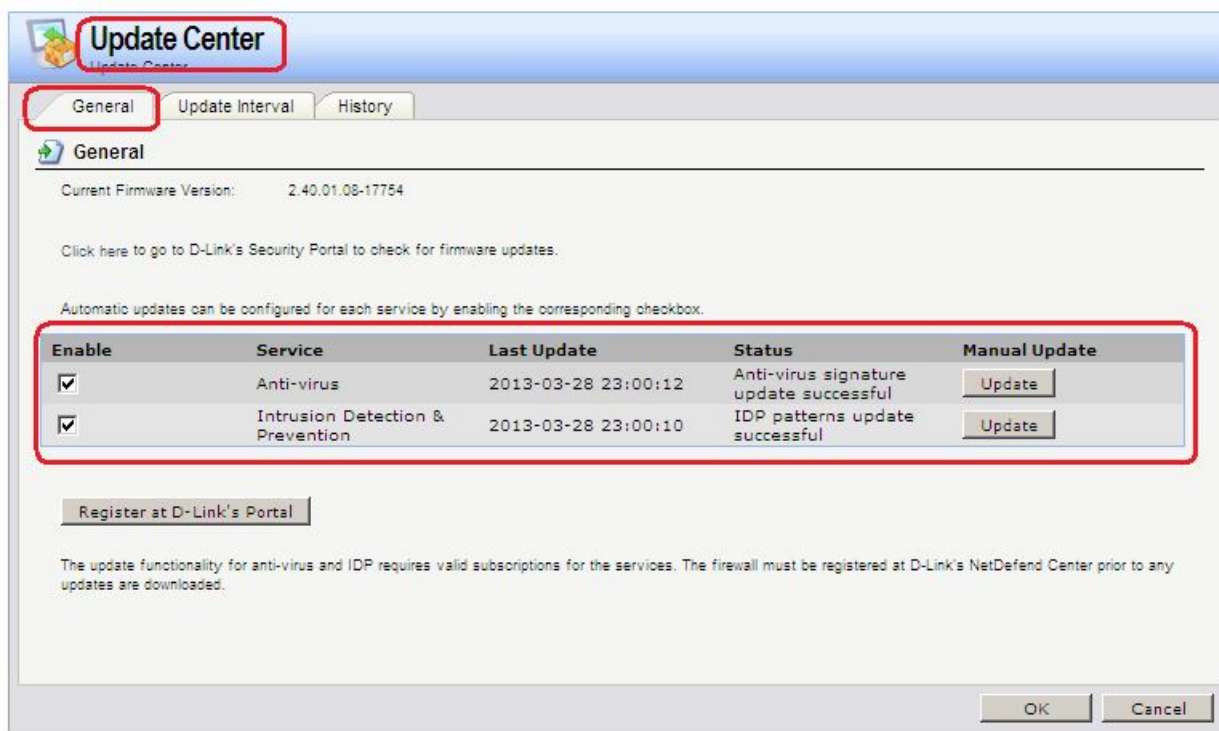 Update Center
Update Center
General
Update Interval
History
General
Current Firmware Version: 2.40.01.08-17754
Click here to go to D-Link's Security Portal to check for firmware updates.
Automatic updates can be configured for each service by enabling the corresponding checkbox.
Enable Service Last Update Status Manual Update
Anti-virus 2013-03-28 23:00:12 Anti-virus signature update successful Update
Intrusion Detection & Prevention 2013-03-28 23:00:10 IDP patterns update successful Update
Register at D-Link's Portal
The update functionality for anti-virus and IDP requires valid subscriptions for the services. The firewall must be registered at D-Link's NetDefend Center prior to any
updates are downloaded.
OK Cancel